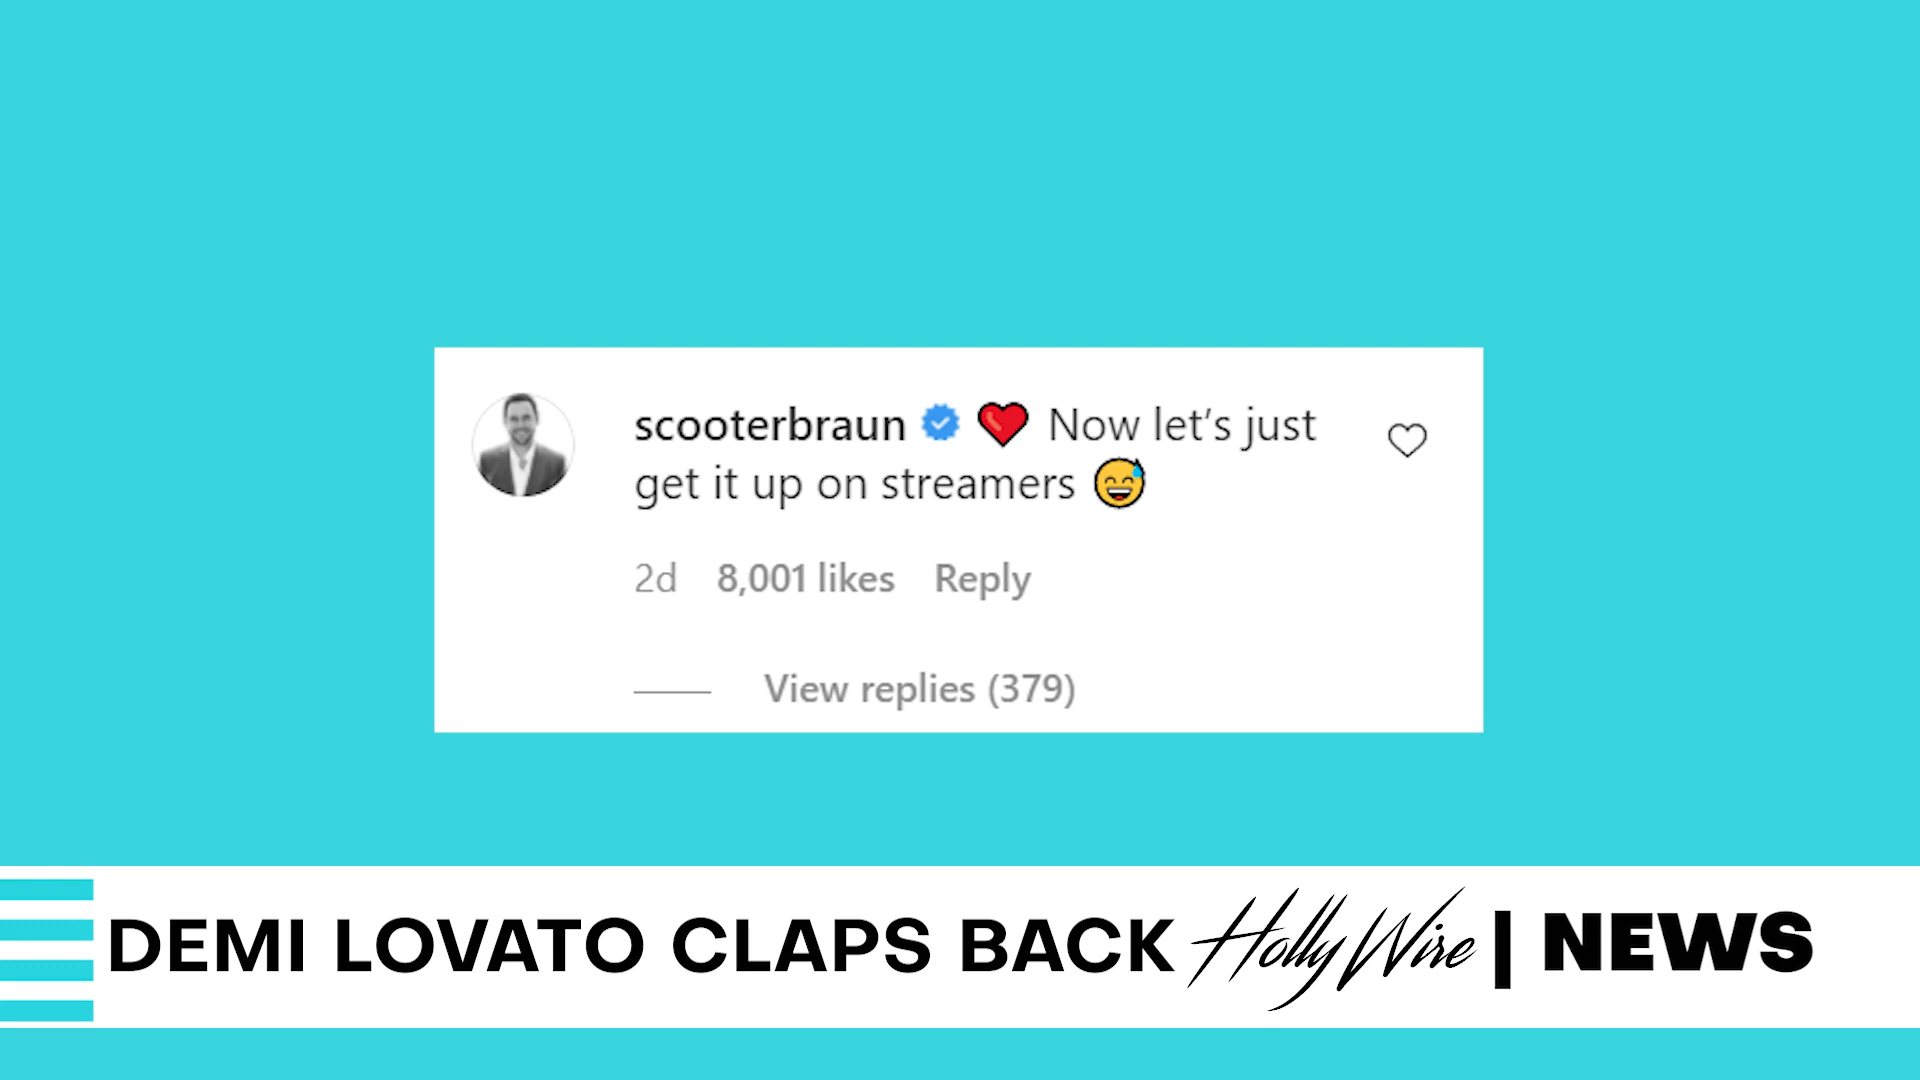 scooterbraun ❤️ Now let's just
get it up on streamers 😅
2d 8,001 likes Reply
View replies (379)
DEMI LOVATO CLAPS BACK HollyWire | NEWS